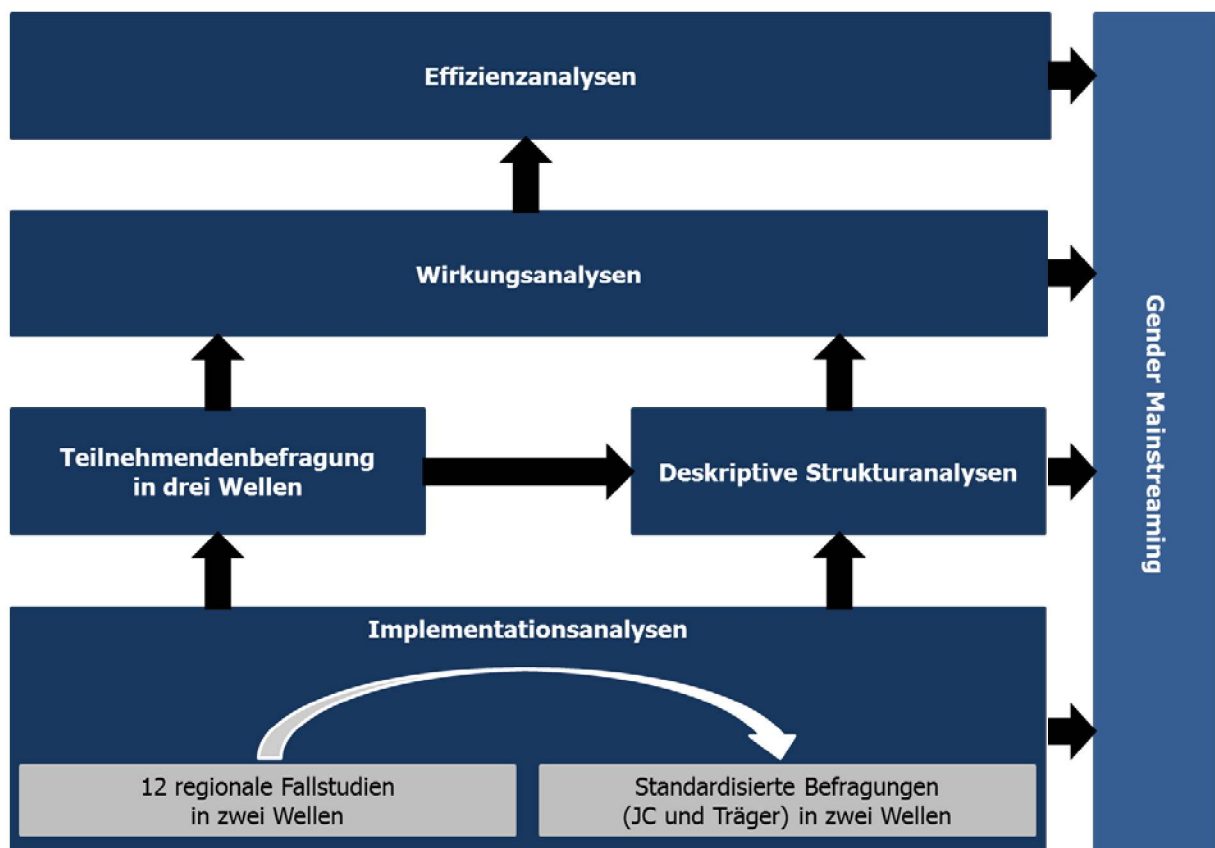 Effizienzanalysen
Wirkungsanalysen
Teilnehmendenbefragung
in drei Wellen
Deskriptive Strukturanalysen
Implementationsanalysen
12 regionale Fallstudien
in zwei Wellen
Standardisierte Befragungen
(JC und Träger) in zwei Wellen
Gender Mainstreaming